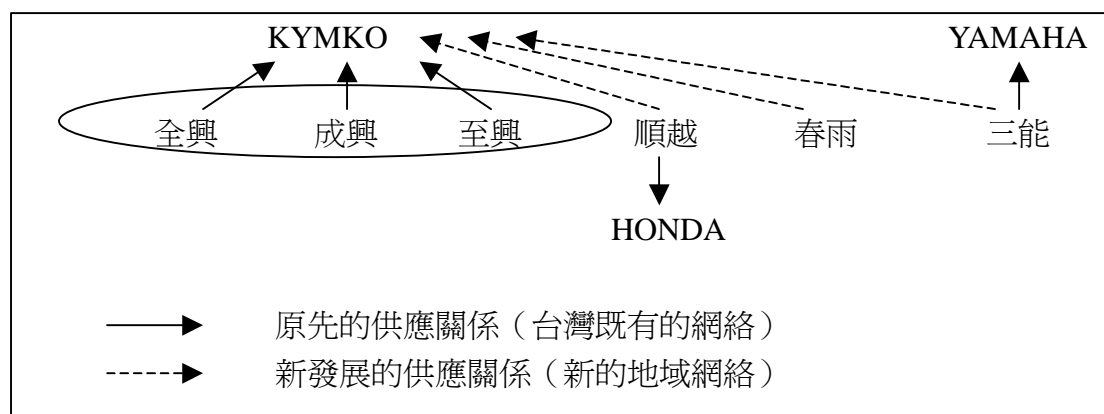 KYMKO YAMAHA
全興 成興 至興 順越 春雨 三能
HONDA
原先的供應關係（台灣既有的網絡）
新發展的供應關係（新的地域網絡）